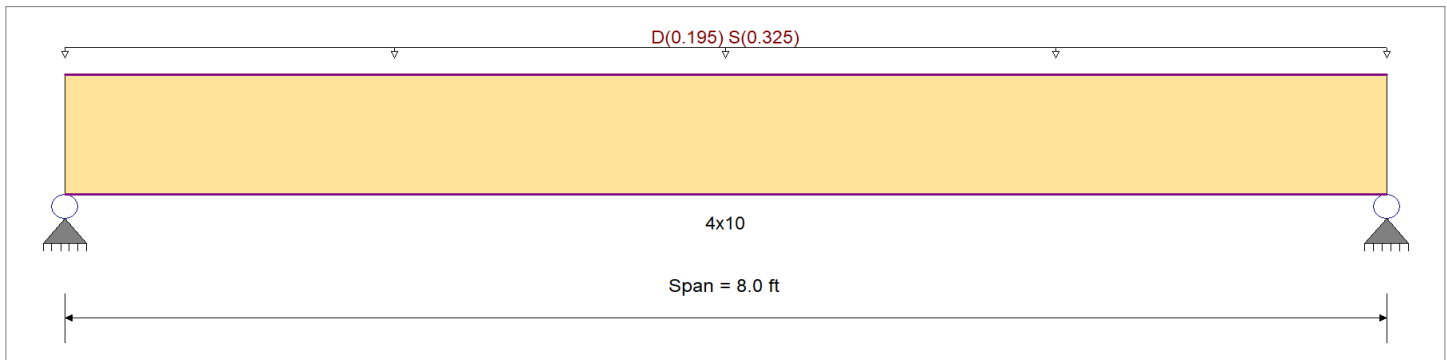 D(0.195) S(0.325)
4x10
Span = 8.0 ft